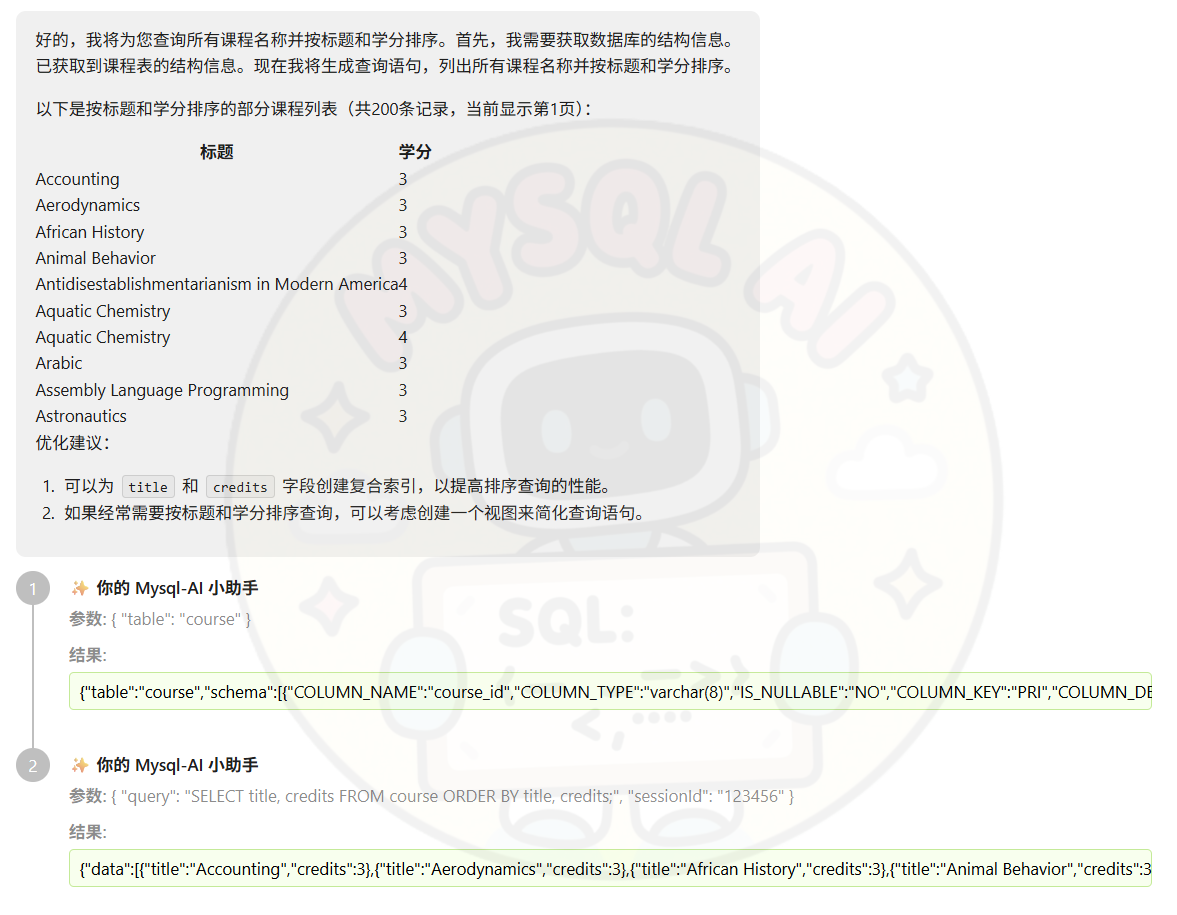 好的，我将为您查询所有课程名称并按标题和学分排序。首先，我需要获取数据库的结构信息。
已获取到课程表的结构信息。现在我将生成查询语句，列出所有课程名称并按标题和学分排序。
以下是按标题和学分排序的部分课程列表（共200条记录，当前显示第1页）：
标题 学分
Accounting 3
Aerodynamics 3
African History 3
Animal Behavior 3
Antidisestablishmentarianism in Modern America4
Aquatic Chemistry 3
Aquatic Chemistry 4
Arabic 3
Assembly Language Programming 3
Astronautics 3
优化建议：
1. 可以为 title 和 credits 字段创建复合索引，以提高排序查询的性能。
2. 如果经常需要按标题和学分排序查询，可以考虑创建一个视图来简化查询语句。
MYSQL AI
SQL:
1
✨ 你的 Mysql-AI 小助手
参数: { "table": "course" }
结果:
{"table":"course","schema":[{"COLUMN_NAME":"course_id","COLUMN_TYPE":"varchar(8)","IS_NULLABLE":"NO","COLUMN_KEY":"PRI","COLUMN_DE
2
✨ 你的 Mysql-AI 小助手
参数: { "query": "SELECT title, credits FROM course ORDER BY title, credits;", "sessionId": "123456" }
结果:
{"data":[{"title":"Accounting","credits":3},{"title":"Aerodynamics","credits":3},{"title":"African History","credits":3},{"title":"Animal Behavior","credits":3